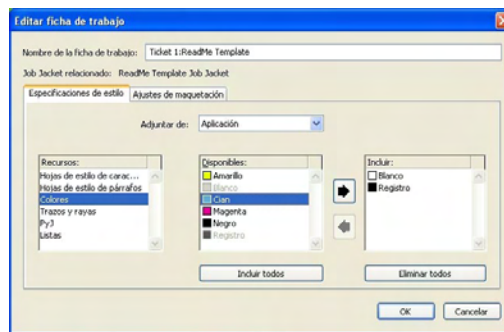 Editar ficha de trabajo
Nombre de la ficha de trabajo: Ticket 1:ReadMe Template
Job Jacket relacionado: ReadMe Template Job Jacket
Especificaciones de estilo Ajustes de maquetación
Adjuntar de: Aplicación
Recursos: Disponibles: Incluir:
Hojas de estilo de carac... Amarillo Blanco
Hojas de estilo de párrafos Blanco Registro
Colores Cian
Trazos y rayas Magenta
PyJ Negro
Listas Registro
Incluir todos Eliminar todos
OK Cancelar